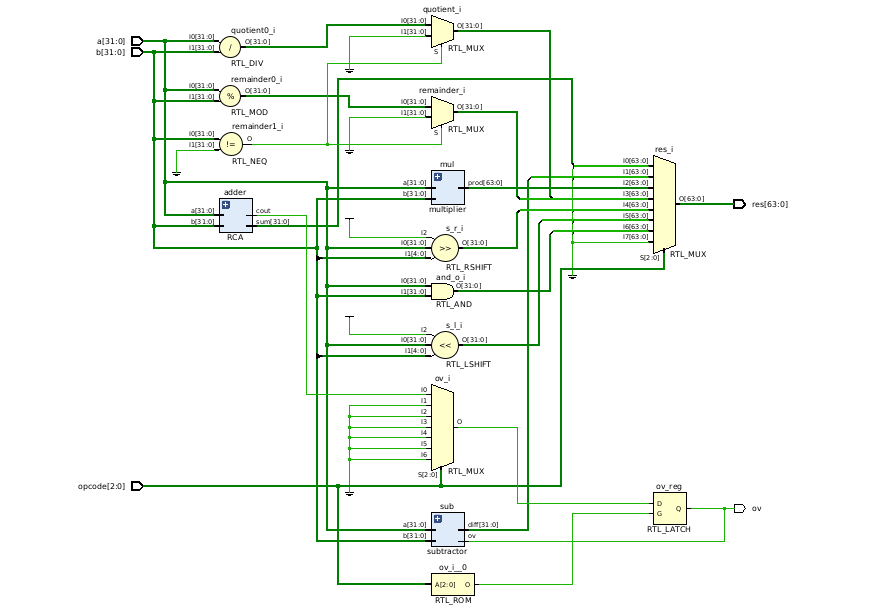 quotient_i
quotient0_i
I0[31:0]
I1[31:0]
S
O[31:0]
RTL_MUX
a[31:0]
b[31:0]
I0[31:0]
I1[31:0]
/
O[31:0]
RTL_DIV
remainder0_i
I0[31:0]
I1[31:0]
%
O[31:0]
RTL_MOD
remainder_i
I0[31:0]
I1[31:0]
S
O[31:0]
RTL_MUX
remainder1_i
I0[31:0]
I1[31:0]
!=
O
RTL_NEQ
mul
a[31:0]
b[31:0]
prod[63:0]
multiplier
res_i
I0[63:0]
I1[63:0]
I2[63:0]
I3[63:0]
I4[63:0]
I5[63:0]
I6[63:0]
I7[63:0]
S[2:0]
O[63:0]
RTL_MUX
res[63:0]
adder
a[31:0]
b[31:0]
cout
sum[31:0]
RCA
s_r_i
I2
I0[31:0]
I1[4:0]
>>
O[31:0]
RTL_RSHIFT
and_o_i
I0[31:0]
I1[31:0]
O[31:0]
RTL_AND
s_l_i
I2
I0[31:0]
I1[4:0]
<<
O[31:0]
RTL_LSHIFT
ov_i
I0
I1
I2
I3
I4
I5
I6
S[2:0]
O
RTL_MUX
opcode[2:0]
sub
a[31:0]
b[31:0]
diff[31:0]
ov
subtractor
ov_reg
D
G
Q
RTL_LATCH
ov
ov_i__0
A[2:0]
O
RTL_ROM